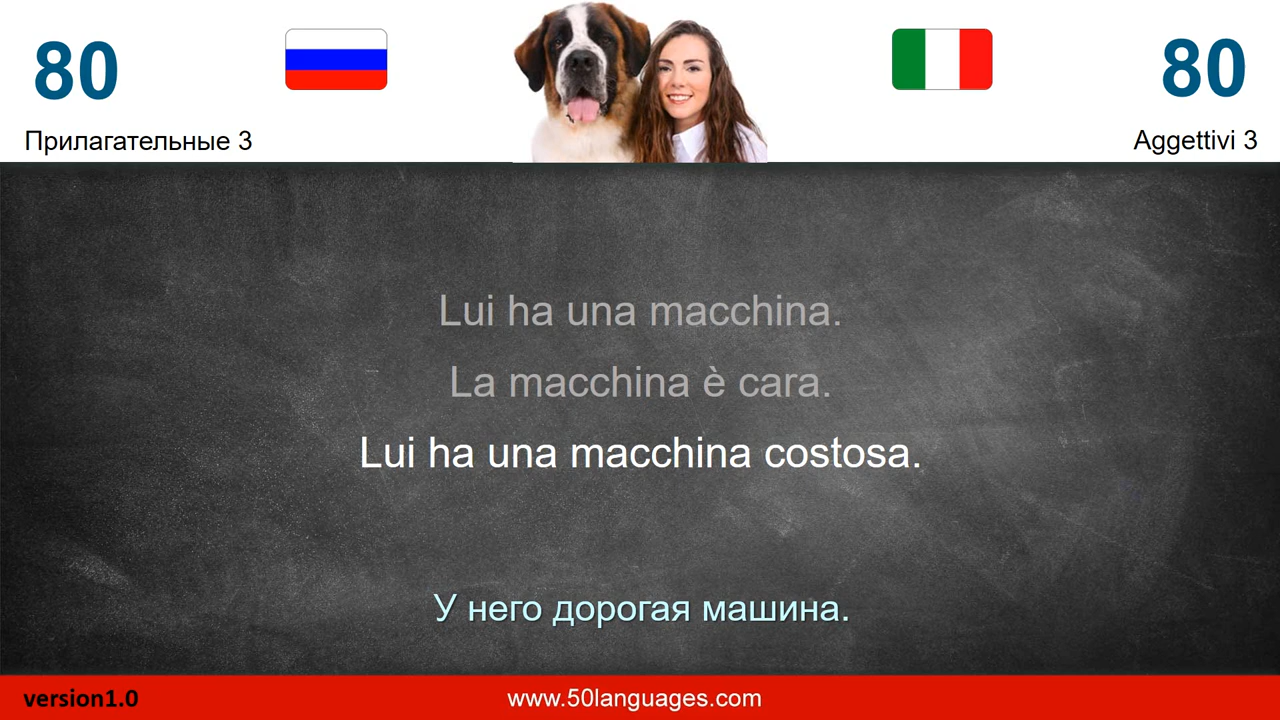 80
80
Прилагательные 3
Aggettivi 3
Lui ha una macchina.
La macchina è cara.
Lui ha una macchina costosa.
У него дорогая машина.
version1.0
www.50languages.com